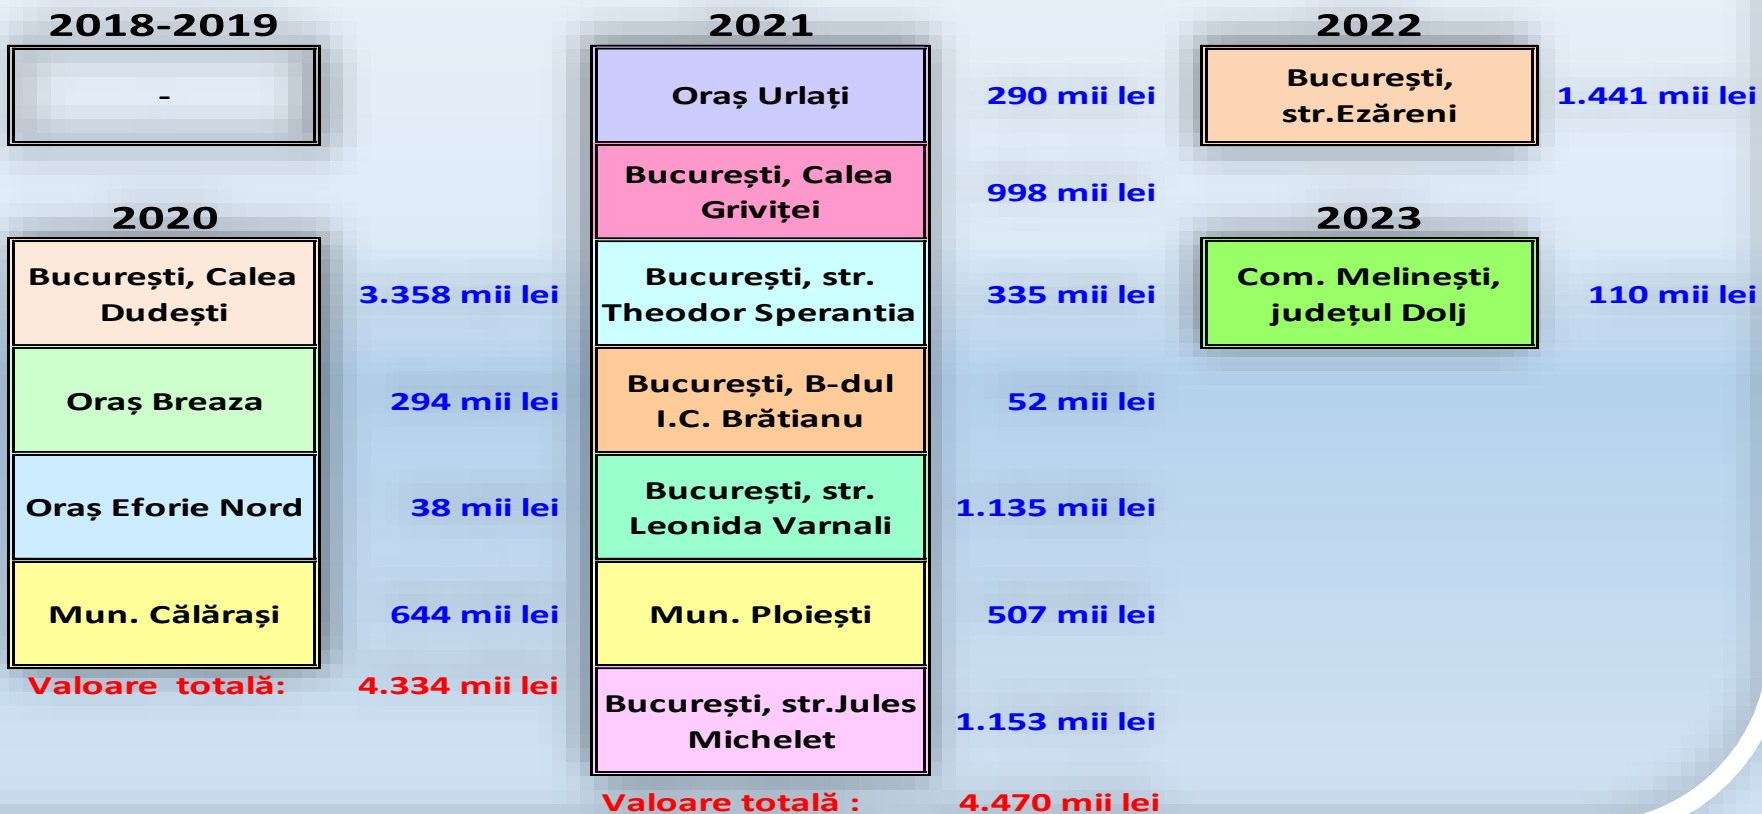 2018-2019
-
2020
București, Calea
Dudești
3.358 mii lei
Oraș Breaza
294 mii lei
Oraș Eforie Nord
38 mii lei
Mun. Călărași
644 mii lei
Valoare totală:
4.334 mii lei
2021
Oraș Urlați
290 mii lei
București, Calea
Griviței
998 mii lei
București, str.
Theodor Sperantia
335 mii lei
București, B-dul
I.C. Brătianu
52 mii lei
București, str.
Leonida Varnali
1.135 mii lei
Mun. Ploiești
507 mii lei
București, str.Jules
Michelet
1.153 mii lei
Valoare totală :
4.470 mii lei
2022
București,
str.Ezăreni
1.441 mii lei
2023
Com. Melinești,
județul Dolj
110 mii lei